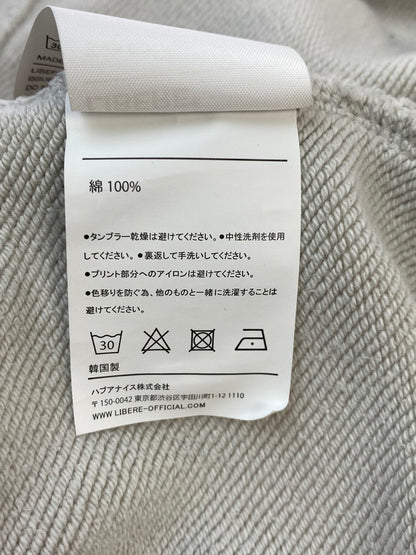 30
MADE
LIBERE
ISSUE
綿 100%
●タンブラー乾燥は避けてください。●中性洗剤を使用
してください。●裏返して手洗いしてください。
●プリント部分へのアイロンは避けてください。
●色移りを防ぐ為、他のものと一緒に洗濯することは
避けてください。
30
韓国製
ハブアナイス株式会社
〒150-0042 東京都渋谷区宇田川町1-12 1110
WWW.LIBERE-OFFICIAL.COM